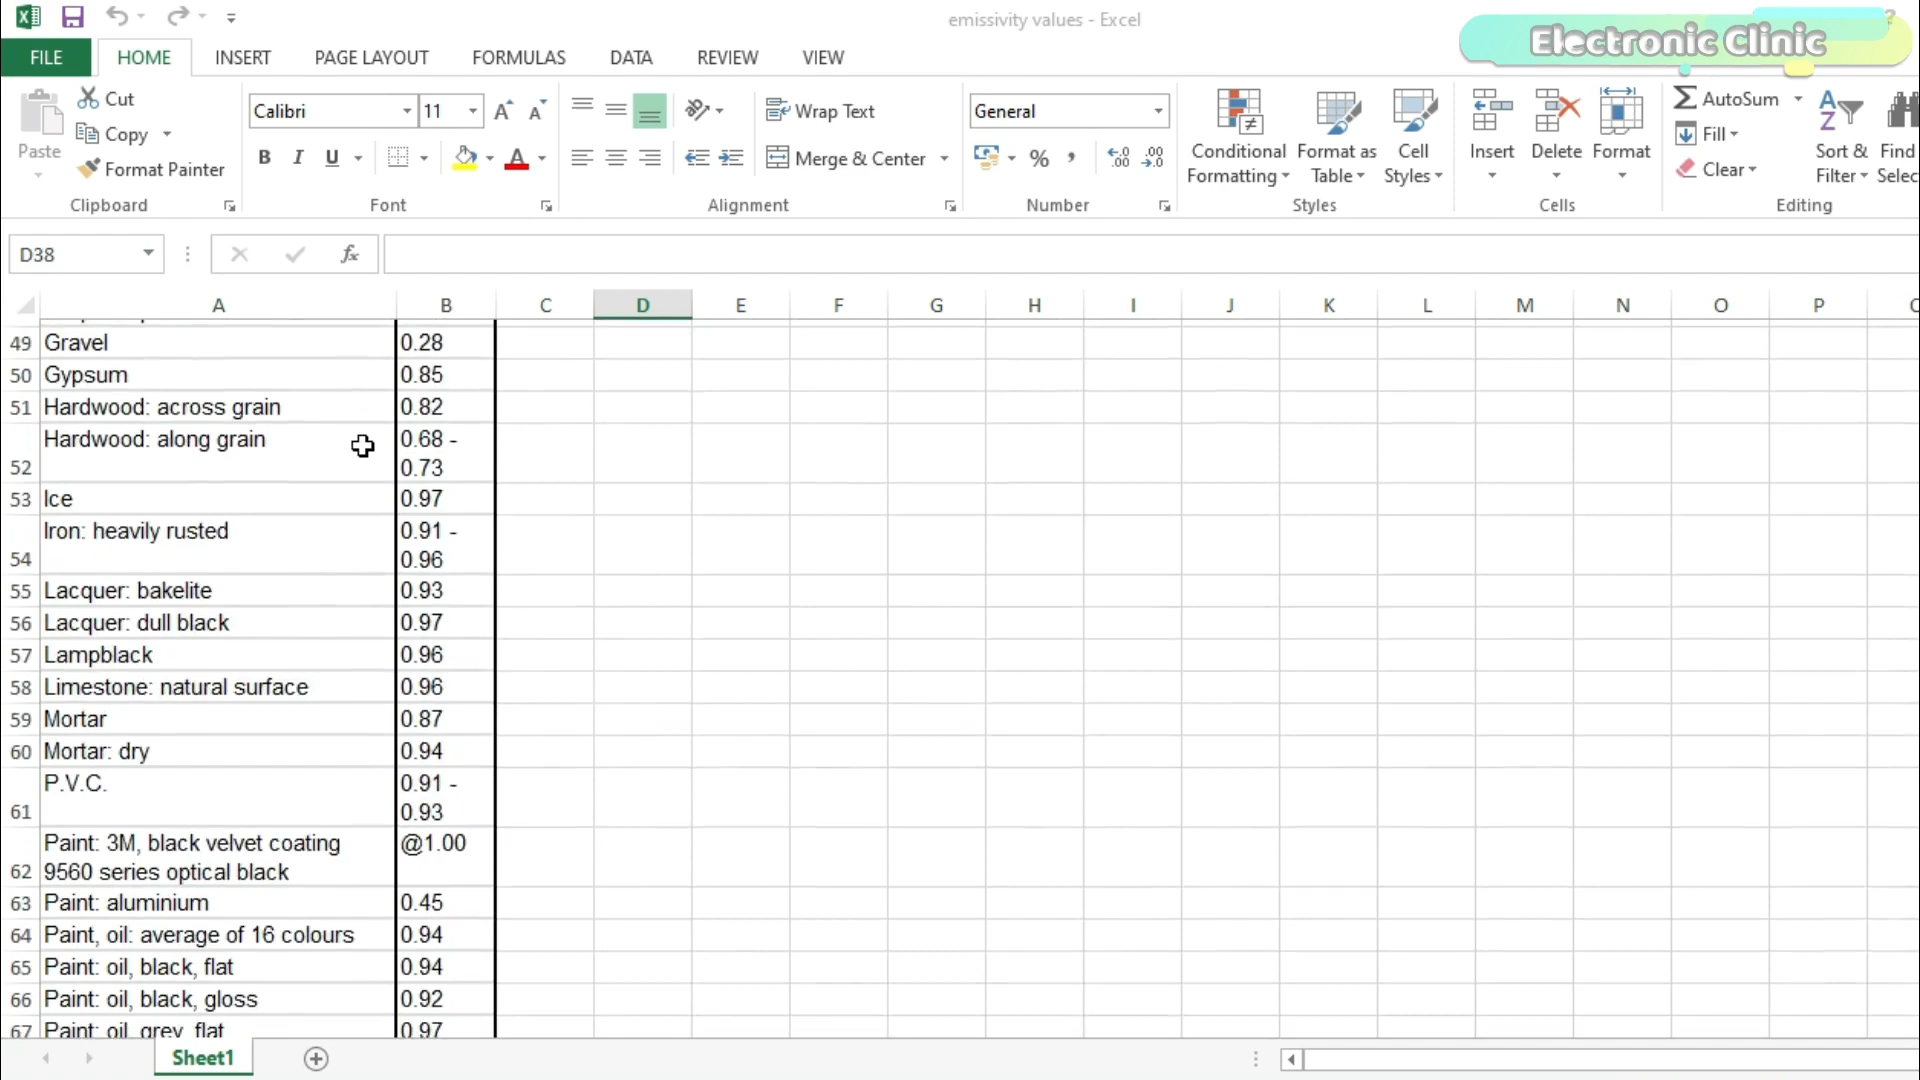 emissivity values - Excel
?
Electronic Clinic
FILE HOME INSERT PAGE LAYOUT FORMULAS DATA REVIEW VIEW
Paste
Cut
Copy
Format Painter
Clipboard
Calibri 11
B I U A
Font
Wrap Text
Merge & Center
Alignment
General
% , .00 .00
Number
Conditional Formatting
Format as Table
Cell Styles
Styles
Insert Delete Format
Cells
AutoSum
Fill
Clear
Sort & Filter
Find
Selec
Editing
D38 fx
A B C D E F G H I J K L M N O P
49 Gravel 0.28
50 Gypsum 0.85
51 Hardwood: across grain 0.82
52 Hardwood: along grain 0.68 -
0.73
53 Ice 0.97
54 Iron: heavily rusted 0.91 -
0.96
55 Lacquer: bakelite 0.93
56 Lacquer: dull black 0.97
57 Lampblack 0.96
58 Limestone: natural surface 0.96
59 Mortar 0.87
60 Mortar: dry 0.94
61 P.V.C. 0.91 -
0.93
62 Paint: 3M, black velvet coating @1.00
9560 series optical black
63 Paint: aluminium 0.45
64 Paint, oil: average of 16 colours 0.94
65 Paint: oil, black, flat 0.94
66 Paint: oil, black, gloss 0.92
67 Paint: oil, grey, flat 0.97
Sheet1